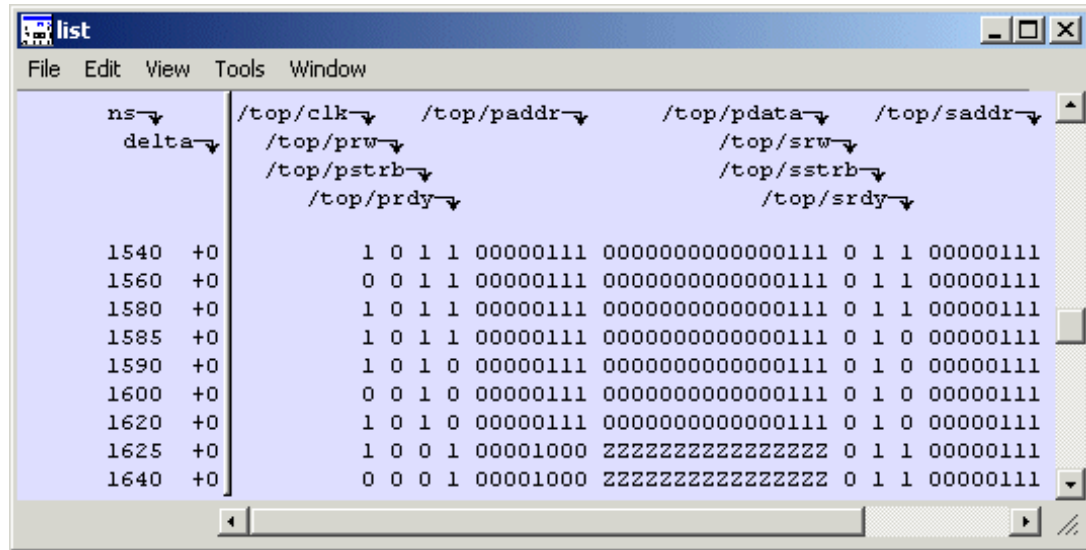 list
File Edit View Tools Window
ns /top/clk /top/paddr /top/pdata /top/saddr
delta /top/prw /top/srw
/top/pstrb /top/sstrb
/top/prdy /top/srdy
1540 +0 1 0 1 1 00000111 0000000000000111 0 1 1 00000111
1560 +0 0 0 1 1 00000111 0000000000000111 0 1 1 00000111
1580 +0 1 0 1 1 00000111 0000000000000111 0 1 1 00000111
1585 +0 1 0 1 1 00000111 0000000000000111 0 1 0 00000111
1590 +0 1 0 1 0 00000111 0000000000000111 0 1 0 00000111
1600 +0 0 0 1 0 00000111 0000000000000111 0 1 0 00000111
1620 +0 1 0 1 0 00000111 0000000000000111 0 1 0 00000111
1625 +0 1 0 0 1 00001000 ZZZZZZZZZZZZZZZZ 0 1 1 00000111
1640 +0 0 0 0 1 00001000 ZZZZZZZZZZZZZZZZ 0 1 1 00000111